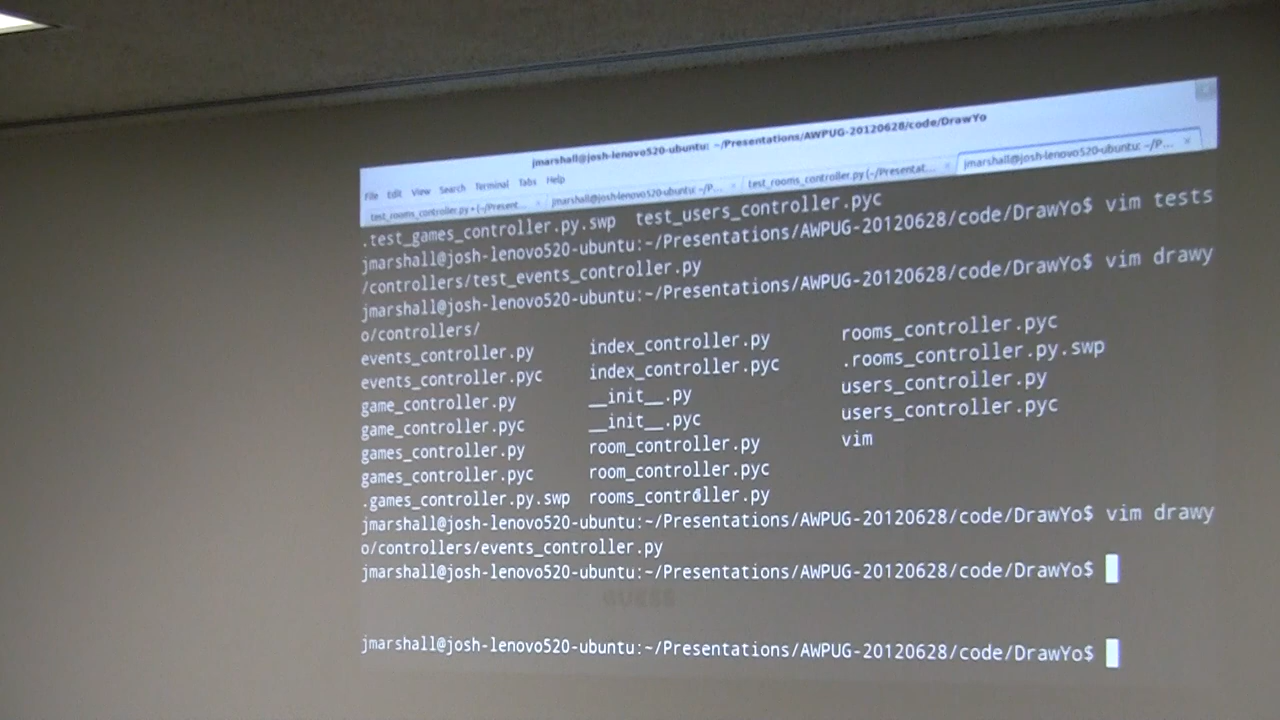 jmarshall@josh-lenovo520-ubuntu: ~/Presentations/AWPUG-20120628/code/DrawYo
File Edit View Search Terminal Tabs Help
test_rooms_controller.py + (~/Present... jmarshall@josh-lenovo520-ubuntu: ~/P... test_rooms_controller.py (~/Presentat... jmarshall@josh-lenovo520-ubuntu: ~/P...
.test_games_controller.py.swp test_users_controller.pyc
jmarshall@josh-lenovo520-ubuntu:~/Presentations/AWPUG-20120628/code/DrawYo$ vim tests
/controllers/test_events_controller.py
jmarshall@josh-lenovo520-ubuntu:~/Presentations/AWPUG-20120628/code/DrawYo$ vim drawy
o/controllers/
events_controller.py index_controller.py rooms_controller.pyc
events_controller.pyc index_controller.pyc .rooms_controller.py.swp
game_controller.py __init__.py users_controller.py
game_controller.pyc __init__.pyc users_controller.pyc
games_controller.py room_controller.py vim
games_controller.pyc room_controller.pyc
.games_controller.py.swp rooms_controller.py
jmarshall@josh-lenovo520-ubuntu:~/Presentations/AWPUG-20120628/code/DrawYo$ vim drawy
o/controllers/events_controller.py
jmarshall@josh-lenovo520-ubuntu:~/Presentations/AWPUG-20120628/code/DrawYo$
jmarshall@josh-lenovo520-ubuntu:~/Presentations/AWPUG-20120628/code/DrawYo$